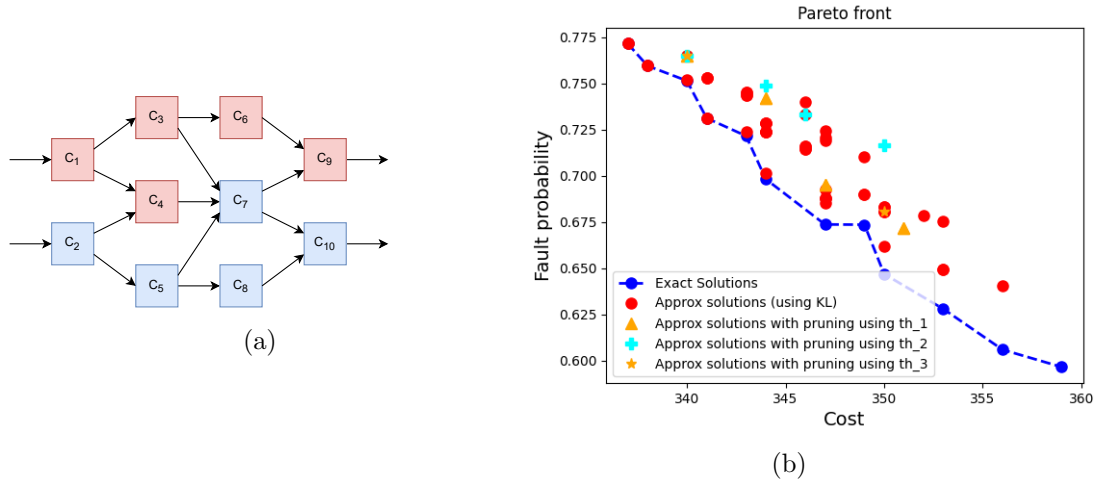 C3
C6
C1
C9
C4
C7
C2
C10
C5
C8
(a)
Pareto front
Fault probability
0.775
0.750
0.725
0.700
0.675
0.650
0.625
0.600
Exact Solutions
Approx solutions (using KL)
Approx solutions with pruning using th_1
Approx solutions with pruning using th_2
Approx solutions with pruning using th_3
340
345
350
355
360
Cost
(b)